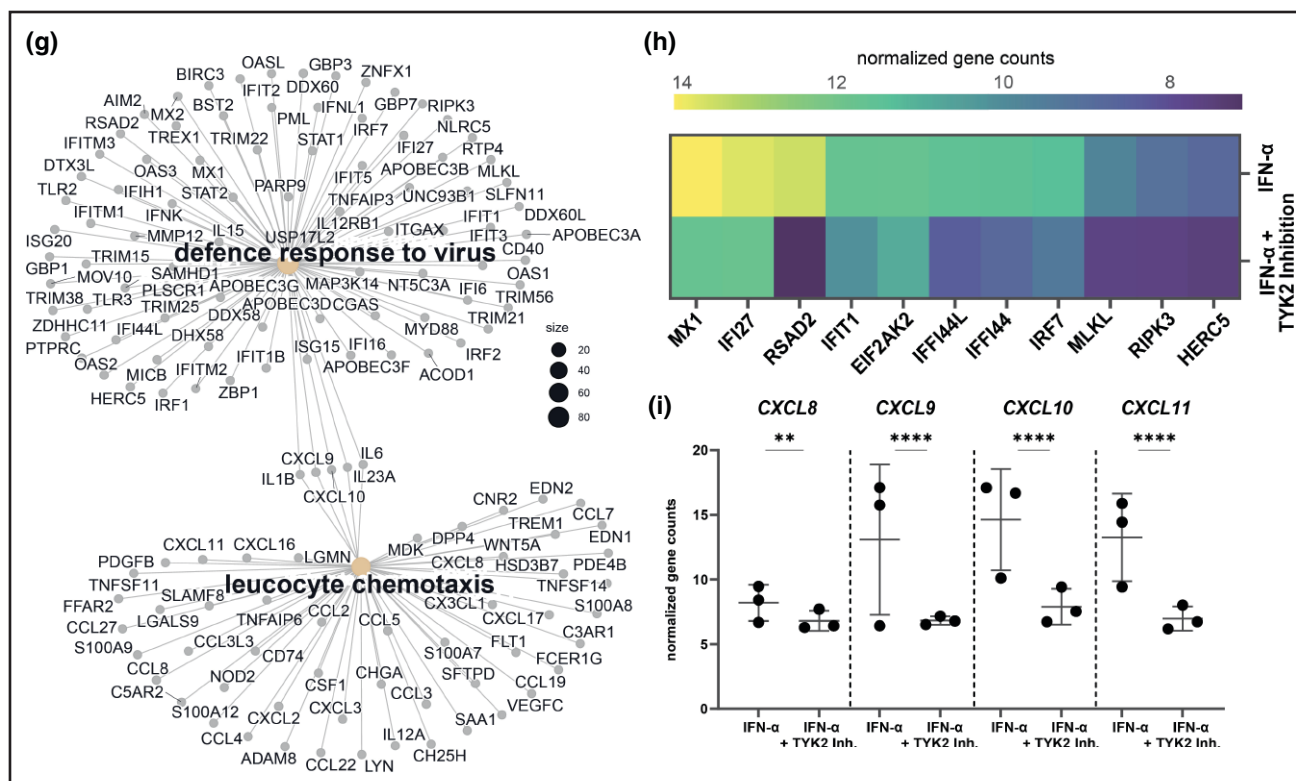 (g)
OASL
GBP3
ZNFX1
BIRC3
IFIT2
DDX60
AIM2
MX2
BST2
PML
IFNL1
GBP7
RIPK3
RSAD2
TREX1
TRIM22
STAT1
IRF7
NLRC5
IFITM3
IFI27
RTP4
DTX3L
OAS3
MX1
IFIT5
APOBEC3B
MLKL
TLR2
IFIH1
STAT2
PARP9
TNFAIP3
UNC93B1
SLFN11
IFITM1
IFNK
IL12RB1
IFIT1
DDX60L
ISG20
MMP12
IL15
USP17L2
ITGAX
IFIT3
APOBEC3A
defence response to virus
CD40
TRIM15
GBP1
MOV10
SAMHD1
PLSCR1
APOBEC3G
MAP3K14
NT5C3A
OAS1
TRIM38
TLR3
TRIM25
APOBEC3D
CGAS
IFI6
TRIM56
ZDHHC11
IFI44L
DDX58
MYD88
TRIM21
PTPRC
DHX58
ISG15
IFI16
IRF2
OAS2
MICB
IFITM2
IFIT1B
APOBEC3F
ACOD1
HERC5
IRF1
ZBP1
size
20
40
60
80
CXCL9
IL6
IL1B
IL23A
CXCL10
CNR2
EDN2
TREM1
CCL7
CXCL11
CXCL16
LGMN
MDK
DPP4
WNT5A
EDN1
PDGFB
CXCL8
HSD3B7
PDE4B
leucocyte chemotaxis
TNFSF11
TNFSF14
FFAR2
SLAMF8
CX3CL1
S100A8
LGALS9
TNFAIP6
CCL2
CCL5
CXCL17
CCL27
C3AR1
S100A9
CCL3L3
CD74
S100A7
FLT1
FCER1G
CCL8
NOD2
CHGA
SFTPD
CCL19
C5AR2
CSF1
CCL3
VEGFC
S100A12
CXCL2
CXCL3
SAA1
CCL4
IL12A
CH25H
ADAM8
CCL22
LYN
(h)
normalized gene counts
14 12 10 8
IFN-α
IFN-α +
TYK2 Inhibition
MX1 IFI27 RSAD2 IFIT1 EIF2AK2 IFFI44L IFFI44 IRF7 MLKL RIPK3 HERC5
(i)
CXCL8 CXCL9 CXCL10 CXCL11
** **** **** ****
normalized gene counts
20
15
10
5
0
IFN-α IFN-α IFN-α IFN-α IFN-α IFN-α IFN-α IFN-α
+ TYK2 Inh. + TYK2 Inh. + TYK2 Inh. + TYK2 Inh.